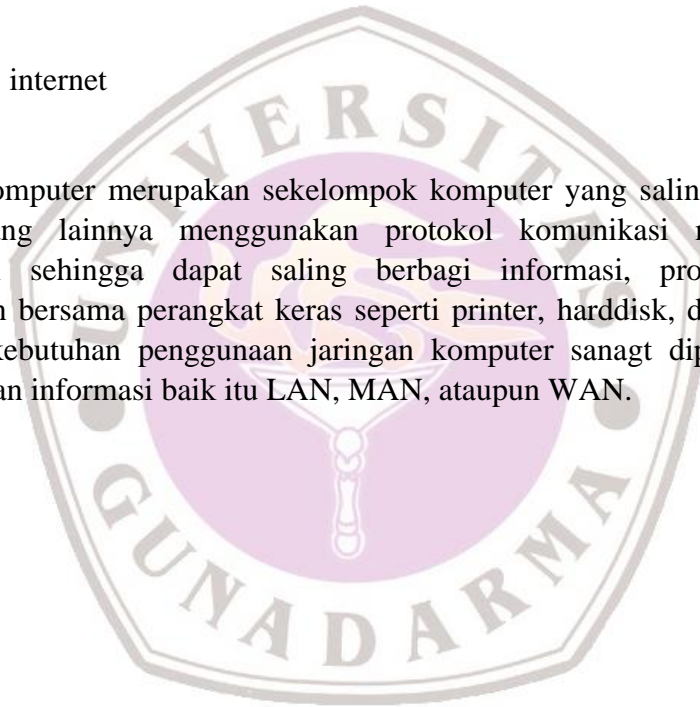 internet
omputer merupakan sekelompok komputer yang salin
ang lainnya menggunakan protokol komunikasi
sehingga dapat saling berbagi informasi, pro
n bersama perangkat keras seperti printer, harddisk, d
kebutuhan penggunaan jaringan komputer sanagt dip
an informasi baik itu LAN, MAN, ataupun WAN.
UNIVERSITAS
GUNADARMA